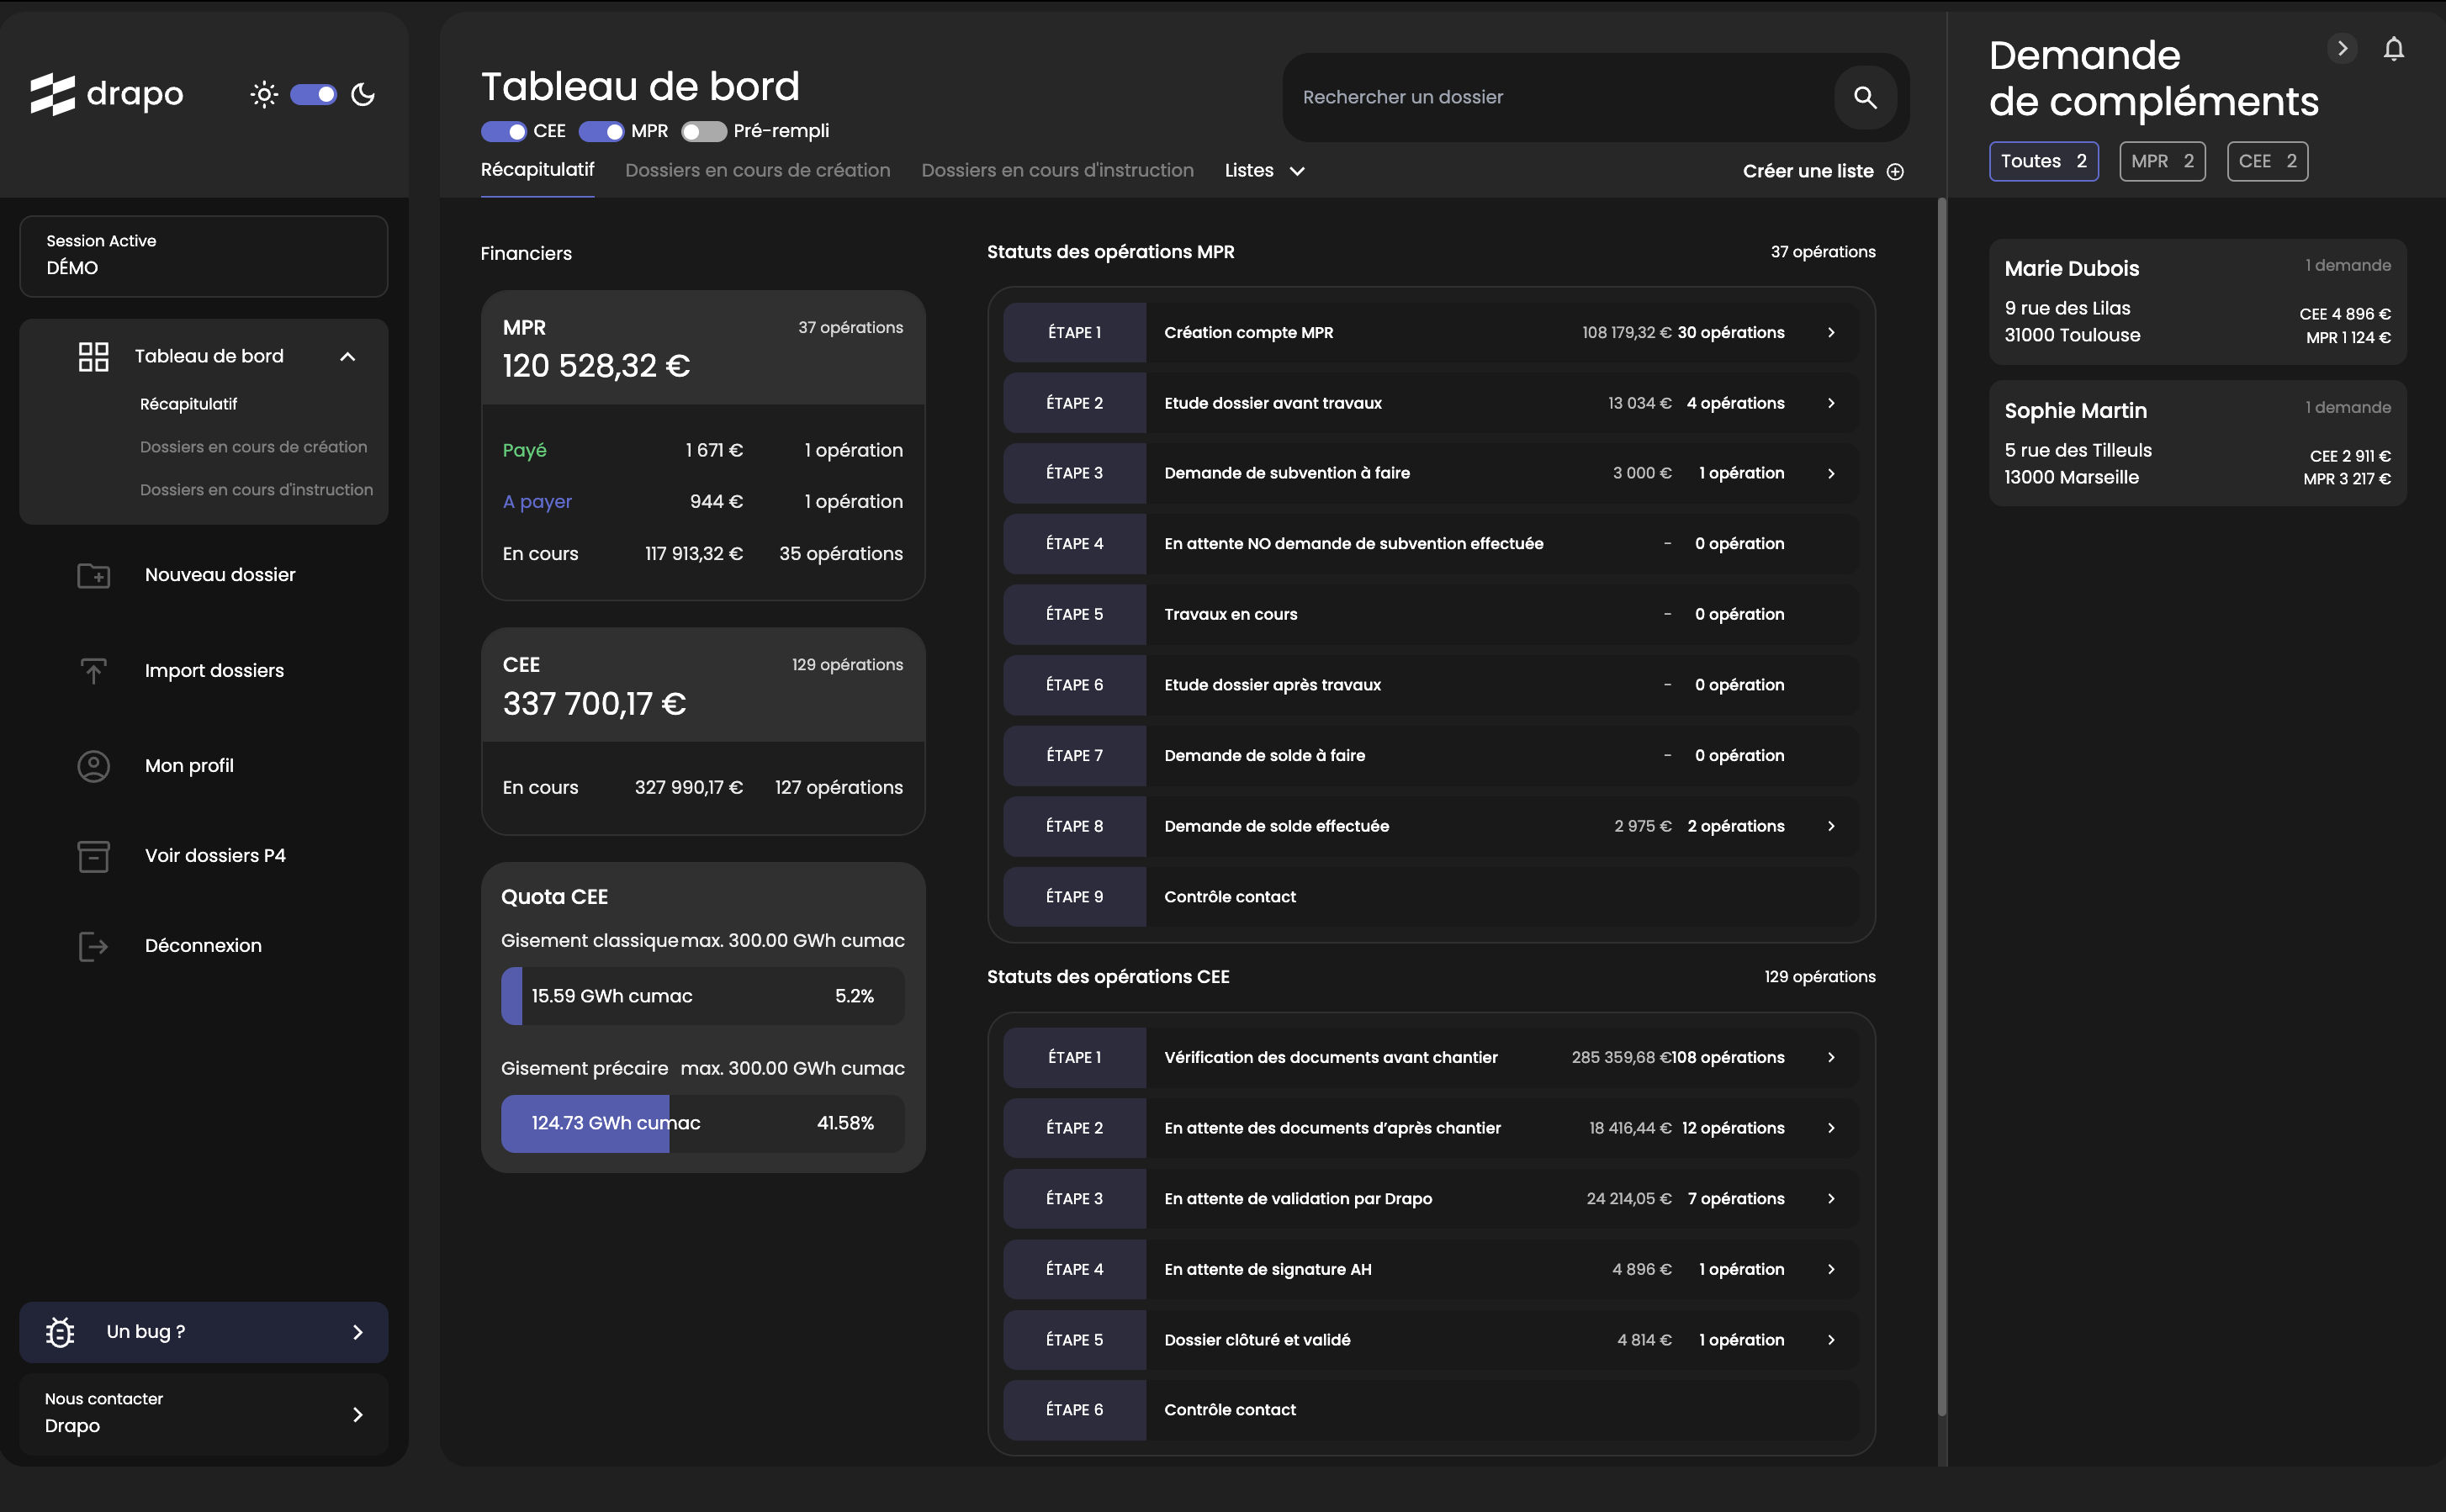 drapo
Session Active
DÉMO
Tableau de bord
Récapitulatif
Dossiers en cours de création
Dossiers en cours d'instruction
Nouveau dossier
Import dossiers
Mon profil
Voir dossiers P4
Déconnexion
Un bug ?
Nous contacter
Drapo
Tableau de bord
CEE MPR Pré-rempli
Rechercher un dossier
Récapitulatif Dossiers en cours de création Dossiers en cours d'instruction Listes Créer une liste
Financiers
MPR 37 opérations
120 528,32 €
Payé 1 671 € 1 opération
A payer 944 € 1 opération
En cours 117 913,32 € 35 opérations
CEE 129 opérations
337 700,17 €
En cours 327 990,17 € 127 opérations
Quota CEE
Gisement classique max. 300.00 GWh cumac
15.59 GWh cumac 5.2%
Gisement précaire max. 300.00 GWh cumac
124.73 GWh cumac 41.58%
Statuts des opérations MPR 37 opérations
ÉTAPE 1 Création compte MPR 108 179,32 € 30 opérations
ÉTAPE 2 Etude dossier avant travaux 13 034 € 4 opérations
ÉTAPE 3 Demande de subvention à faire 3 000 € 1 opération
ÉTAPE 4 En attente NO demande de subvention effectuée - 0 opération
ÉTAPE 5 Travaux en cours - 0 opération
ÉTAPE 6 Etude dossier après travaux - 0 opération
ÉTAPE 7 Demande de solde à faire - 0 opération
ÉTAPE 8 Demande de solde effectuée 2 975 € 2 opérations
ÉTAPE 9 Contrôle contact
Statuts des opérations CEE 129 opérations
ÉTAPE 1 Vérification des documents avant chantier 285 359,68 € 108 opérations
ÉTAPE 2 En attente des documents d’après chantier 18 416,44 € 12 opérations
ÉTAPE 3 En attente de validation par Drapo 24 214,05 € 7 opérations
ÉTAPE 4 En attente de signature AH 4 896 € 1 opération
ÉTAPE 5 Dossier clôturé et validé 4 814 € 1 opération
ÉTAPE 6 Contrôle contact
Demande
de compléments
Toutes 2 MPR 2 CEE 2
Marie Dubois 1 demande
9 rue des Lilas CEE 4 896 €
31000 Toulouse MPR 1 124 €
Sophie Martin 1 demande
5 rue des Tilleuls CEE 2 911 €
13000 Marseille MPR 3 217 €